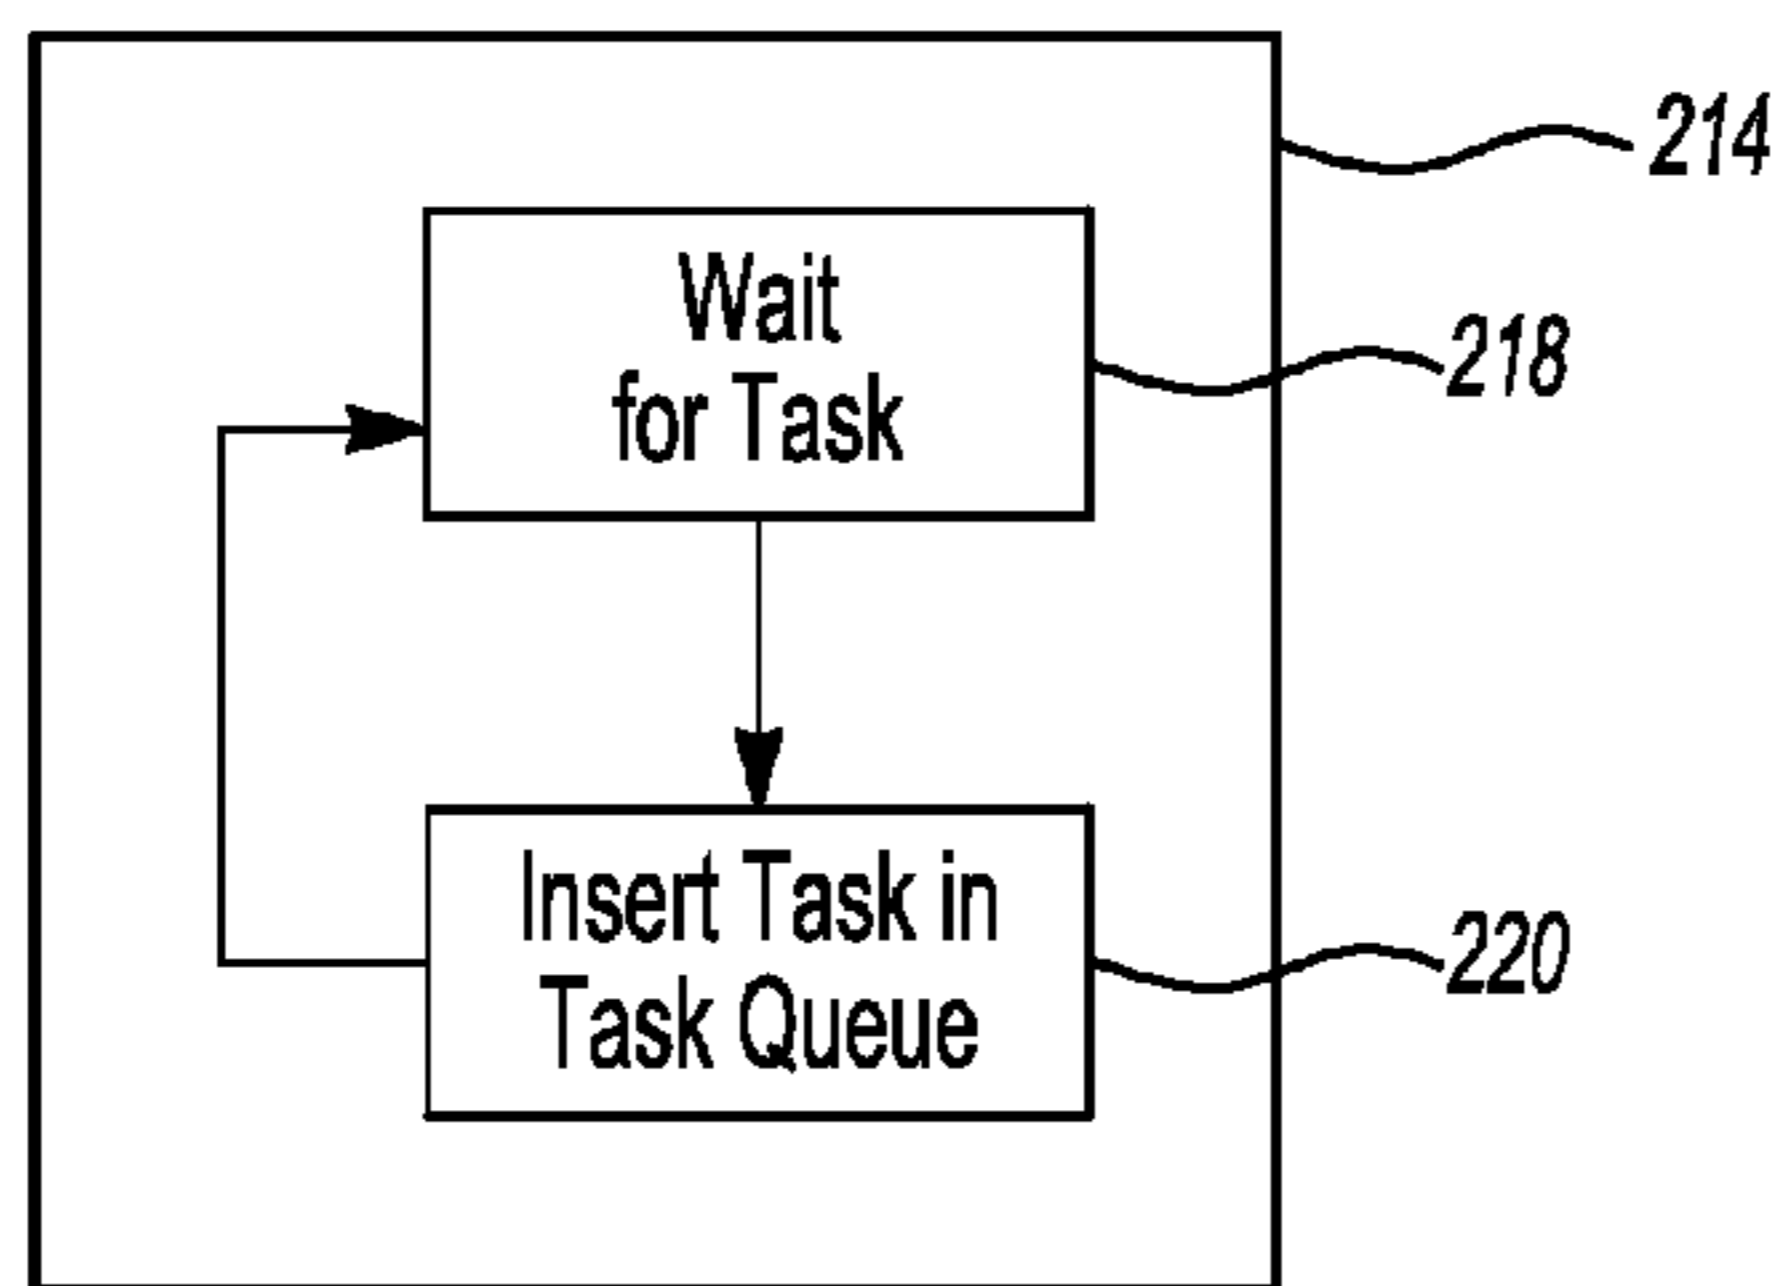 214
Wait
for Task
218
Insert Task in
Task Queue
220